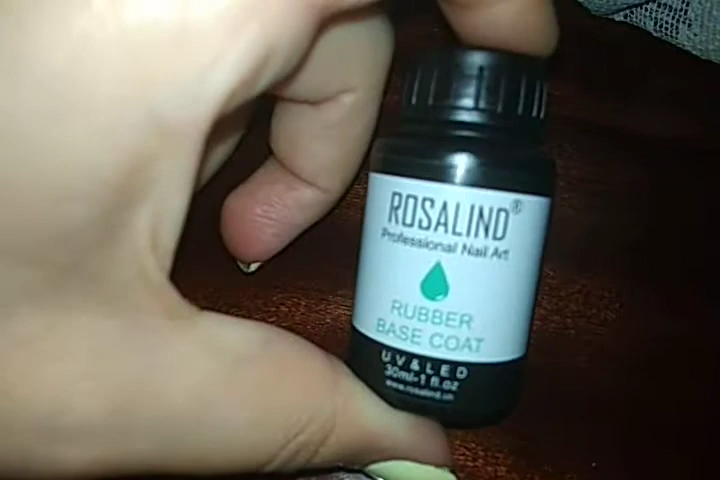 ROSALIND®
Professional Nail Art
RUBBER
BASE COAT
UV&LED
30ml-1 fl.oz
www.rosalind.cn